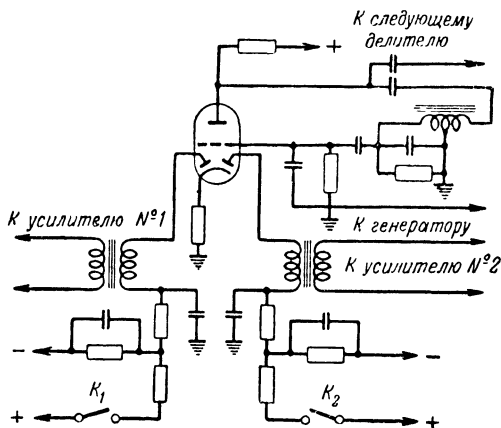 К следующему
делителю
+
К усилителю №1
К генератору
К усилителю №2
-
-
K₁
K₂
+
+